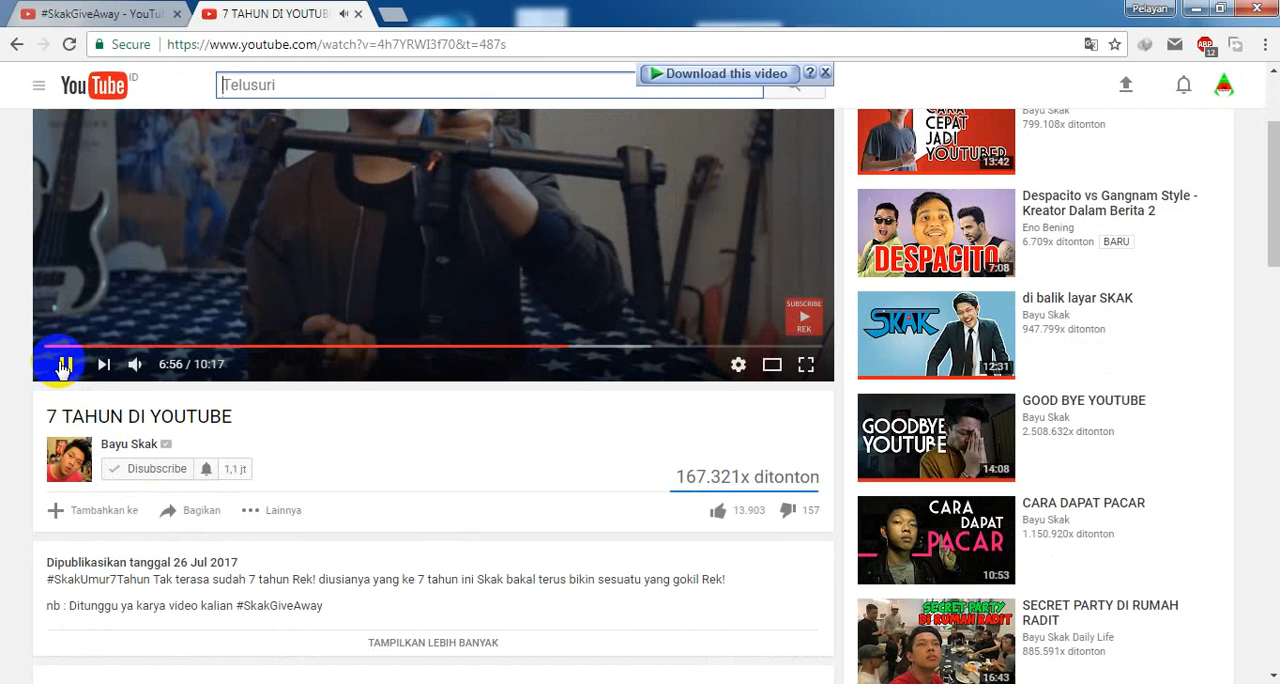 #SkakGiveAway - YouTu
7 TAHUN DI YOUTUB
Pelayan
Secure
https://www.youtube.com/watch?v=4h7YRWI3f70&t=487s
12
YouTube ID
Telusuri
Download this video
?
SUBSCRIBE
REK
6:56 / 10:17
7 TAHUN DI YOUTUBE
Bayu Skak
Disubscribe
1,1 jt
167.321x ditonton
Tambahkan ke
Bagikan
Lainnya
13.903
157
Dipublikasikan tanggal 26 Jul 2017
#SkakUmur7Tahun Tak terasa sudah 7 tahun Rek! diusianya yang ke 7 tahun ini Skak bakal terus bikin sesuatu yang gokil Rek!
nb : Ditunggu ya karya video kalian #SkakGiveAway
TAMPILKAN LEBIH BANYAK
CARA
CEPAT
JADI
YOUTUBER
13:42
Bayu Skak
799.108x ditonton
DESPACITO
7:08
Despacito vs Gangnam Style -
Kreator Dalam Berita 2
Eno Bening
6.709x ditonton BARU
SKAK
12:31
di balik layar SKAK
Bayu Skak
947.799x ditonton
GOODBYE
YOUTUBE
14:08
GOOD BYE YOUTUBE
Bayu Skak
2.508.632x ditonton
CARA
DAPAT
PACAR
10:53
CARA DAPAT PACAR
Bayu Skak
1.150.920x ditonton
SECRET PARTY
DI RUMAH
RADIT
16:43
SECRET PARTY DI RUMAH
RADIT
Bayu Skak Daily Life
885.591x ditonton